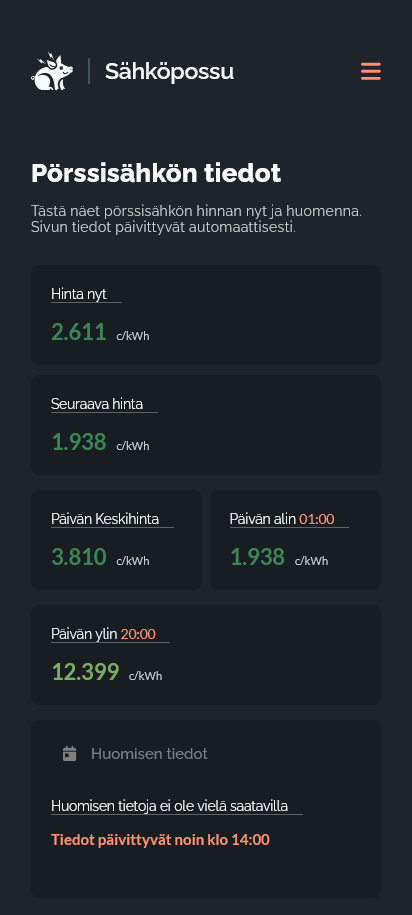 Sähköpossu
Pörssisähkön tiedot
Tästä näet pörssisähkön hinnan nyt ja huomenna.
Sivun tiedot päivittyvät automaattisesti.
Hinta nyt
2.611 c/kWh
Seuraava hinta
1.938 c/kWh
Päivän Keskihinta
3.810 c/kWh
Päivän alin 01:00
1.938 c/kWh
Päivän ylin 20:00
12.399 c/kWh
Huomisen tiedot
Huomisen tietoja ei ole vielä saatavilla
Tiedot päivittyvät noin klo 14:00